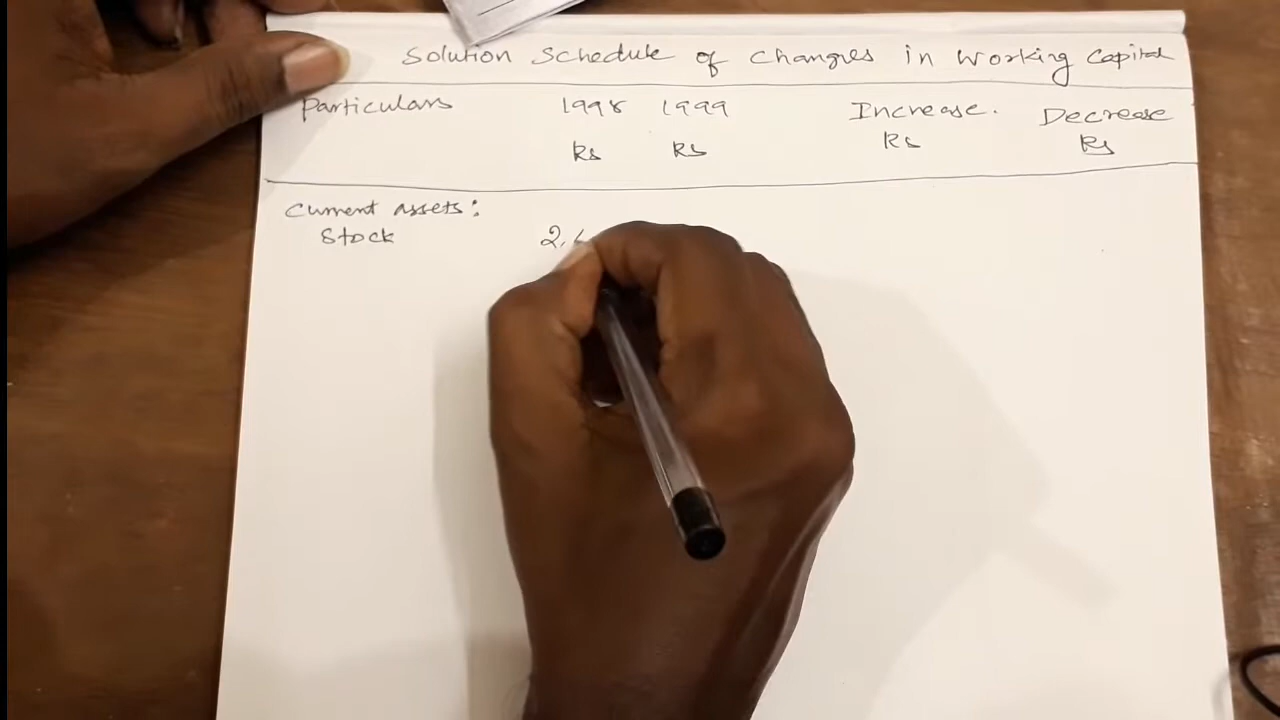 Solution Schedule of Changes in Working Capital
Particulars 1998 1999 Increase. Decrease
Rs Rs Rs Rs
Current assets:
Stock 2,